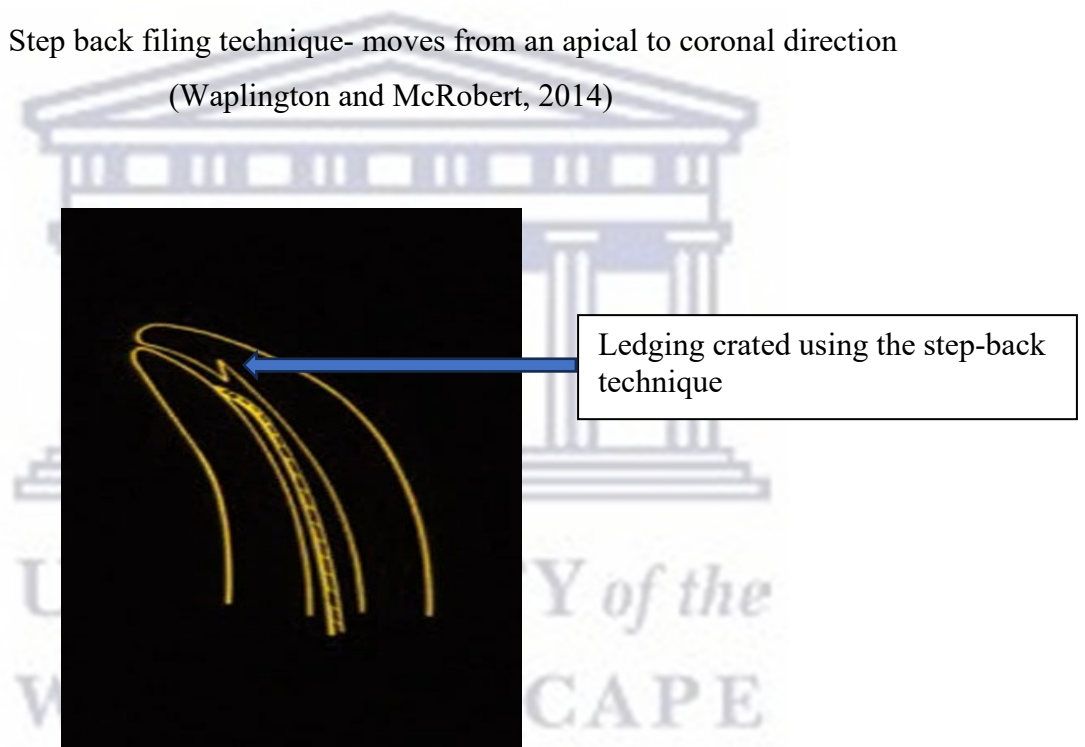 Step back filing technique- moves from an apical to coronal direction
(Waplington and McRobert, 2014)
Ledging crated using the step-back
technique
Y of the
CAPE